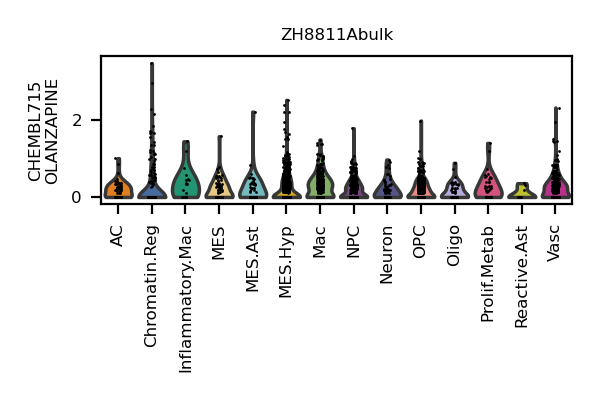 ZH8811Abulk
CHEMBL715
OLANZAPINE
2
0
AC
Chromatin.Reg
Inflammatory.Mac
MES
MES.Ast
MES.Hyp
Mac
NPC
Neuron
OPC
Oligo
Prolif.Metab
Reactive.Ast
Vasc